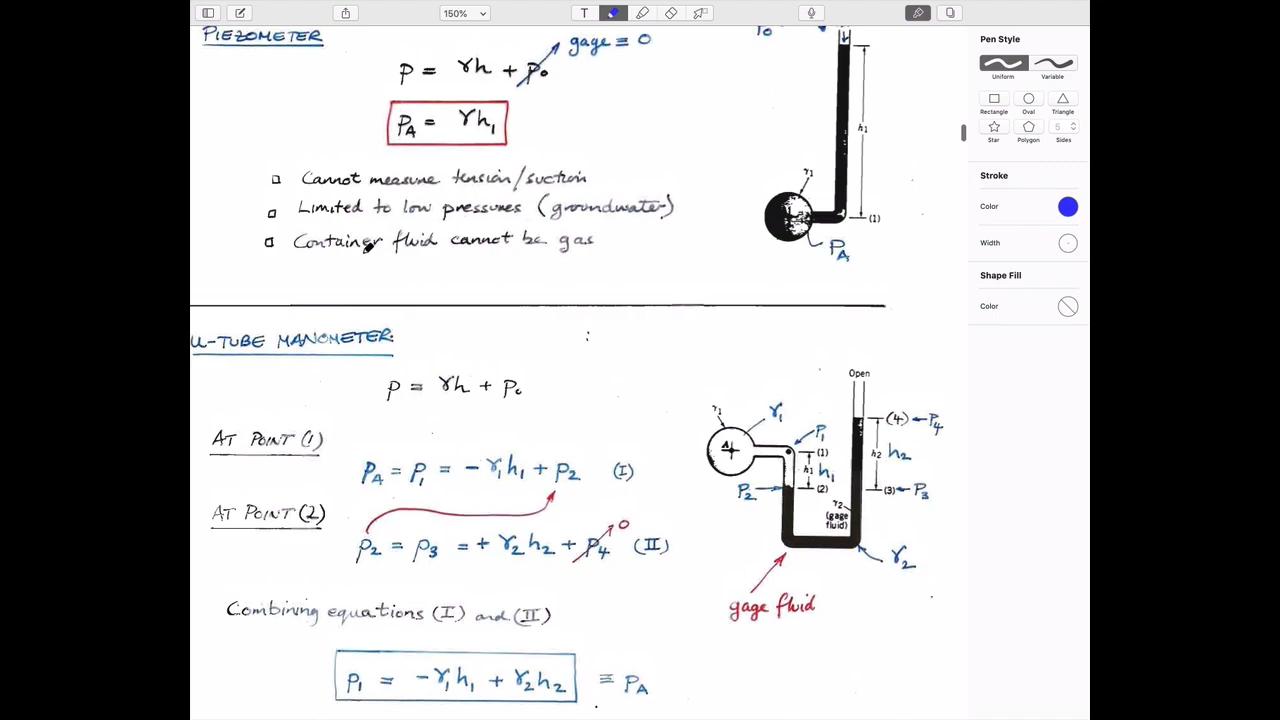 150%
T
PIEZOMETER
gage ≡ 0
p = γh + p₀
P_A = γh₁
Cannot measure tension/suction
Limited to low pressures (groundwater)
Container fluid cannot be gas
h₁
γ₁
(1)
P_A
U-TUBE MANOMETER
p = γh + p₀
AT POINT (1)
P_A = P₁ = -γ₁h₁ + P₂ (I)
AT POINT (2)
P₂ = P₃ = + γ₂h₂ + P₄ (II)
0
Combining equations (I) and (II)
P₁ = -γ₁h₁ + γ₂h₂ ≡ P_A
Open
γ₁
γ₁
A
P₁
(1)
h₁
h₁
P₂
(2)
(4)
P₄
h₂
h₂
(3)
P₃
γ₂
(gage
fluid)
γ₂
gage fluid
Pen Style
Uniform
Variable
Rectangle
Oval
Triangle
Star
Polygon
5
Sides
Stroke
Color
Width
Shape Fill
Color